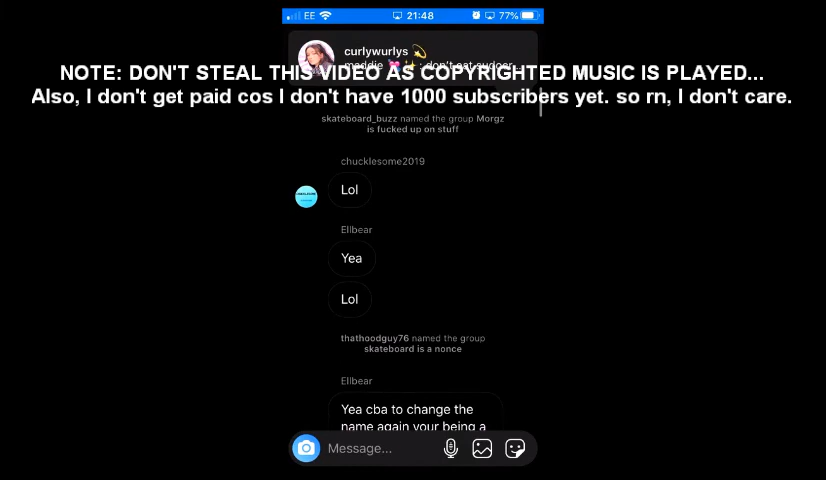 EE 21:48 77%
curlywurlys 💫
maddie 💓✨: don't eat
NOTE: DON'T STEAL THIS VIDEO AS COPYRIGHTED MUSIC IS PLAYED...
Also, I don't get paid cos I don't have 1000 subscribers yet. so rn, I don't care.
skateboard_buzz named the group Morgz
is fucked up on stuff
chucklesome2019
Lol
Ellbear
Yea
Lol
thathoodguy76 named the group
skateboard is a nonce
Ellbear
Yea cba to change the
name again your being a
Message...